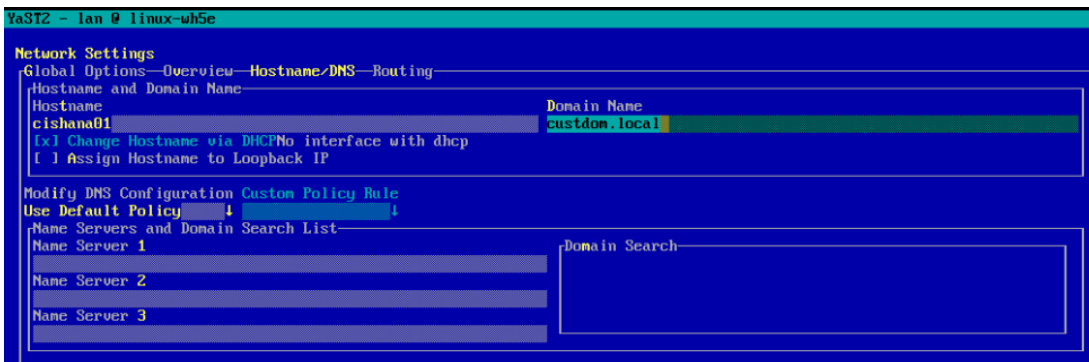 YaST2 - lan @ linux-wh5e
Network Settings
Global Options—Overview—Hostname/DNS—Routing
Hostname and Domain Name
Hostname Domain Name
cishana01 custdom.local
[x] Change Hostname via DHCPNo interface with dhcp
[ ] Assign Hostname to Loopback IP
Modify DNS Configuration Custom Policy Rule
Use Default Policy↓ ↓
Name Servers and Domain Search List
Name Server 1 Domain Search
Name Server 2
Name Server 3